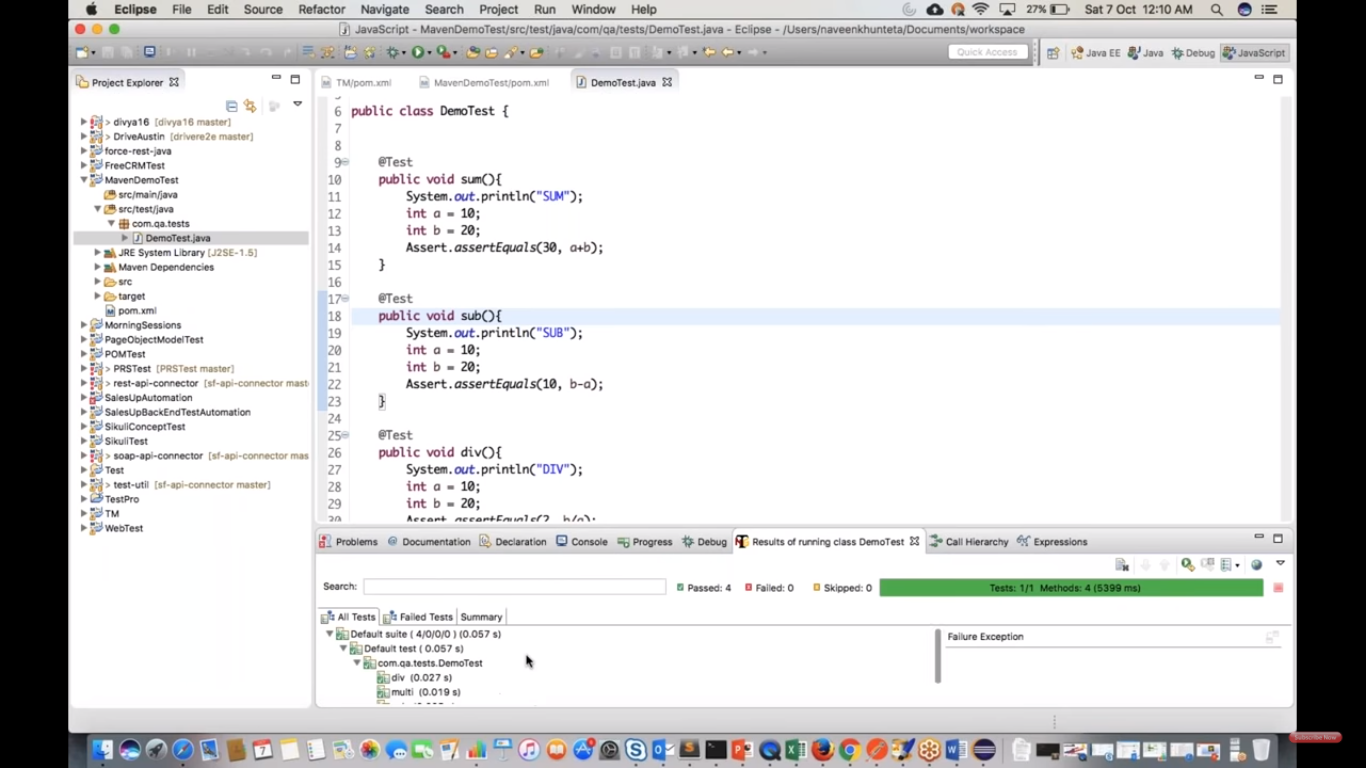 Eclipse File Edit Source Refactor Navigate Search Project Run Window Help 27% Sat 7 Oct 12:10 AM
JavaScript - MavenDemoTest/src/test/java/com/qa/tests/DemoTest.java - Eclipse - /Users/naveenkhunteta/Documents/workspace
Quick Access Java EE Java Debug JavaScript
Project Explorer
> divya16 [divya16 master]
> DriveAustin [drivere2e master]
force-rest-java
FreeCRMTest
MavenDemoTest
src/main/java
src/test/java
com.qa.tests
DemoTest.java
JRE System Library [J2SE-1.5]
Maven Dependencies
src
target
pom.xml
MorningSessions
PageObjectModelTest
POMTest
> PRSTest [PRSTest master]
> rest-api-connector [sf-api-connector mast
SalesUpAutomation
SalesUpBackEndTestAutomation
SikuliConceptTest
SikuliTest
> soap-api-connector [sf-api-connector mas
Test
> test-util [sf-api-connector master]
TestPro
TM
WebTest
TM/pom.xml MavenDemoTest/pom.xml DemoTest.java
6 public class DemoTest {
7
8
9 @Test
10 public void sum(){
11 System.out.println("SUM");
12 int a = 10;
13 int b = 20;
14 Assert.assertEquals(30, a+b);
15 }
16
17 @Test
18 public void sub(){
19 System.out.println("SUB");
20 int a = 10;
21 int b = 20;
22 Assert.assertEquals(10, b-a);
23 }
24
25 @Test
26 public void div(){
27 System.out.println("DIV");
28 int a = 10;
29 int b = 20;
30 Assert.assertEquals(2, b/a);
Problems @ Documentation Declaration Console Progress Debug Results of running class DemoTest Call Hierarchy Expressions
Search: Passed: 4 Failed: 0 Skipped: 0 Tests: 1/1 Methods: 4 (5399 ms)
All Tests Failed Tests Summary
Default suite ( 4/0/0/0 ) (0.057 s)
Default test ( 0.057 s)
com.qa.tests.DemoTest
div (0.027 s)
multi (0.019 s)
Failure Exception
Subscribe Now